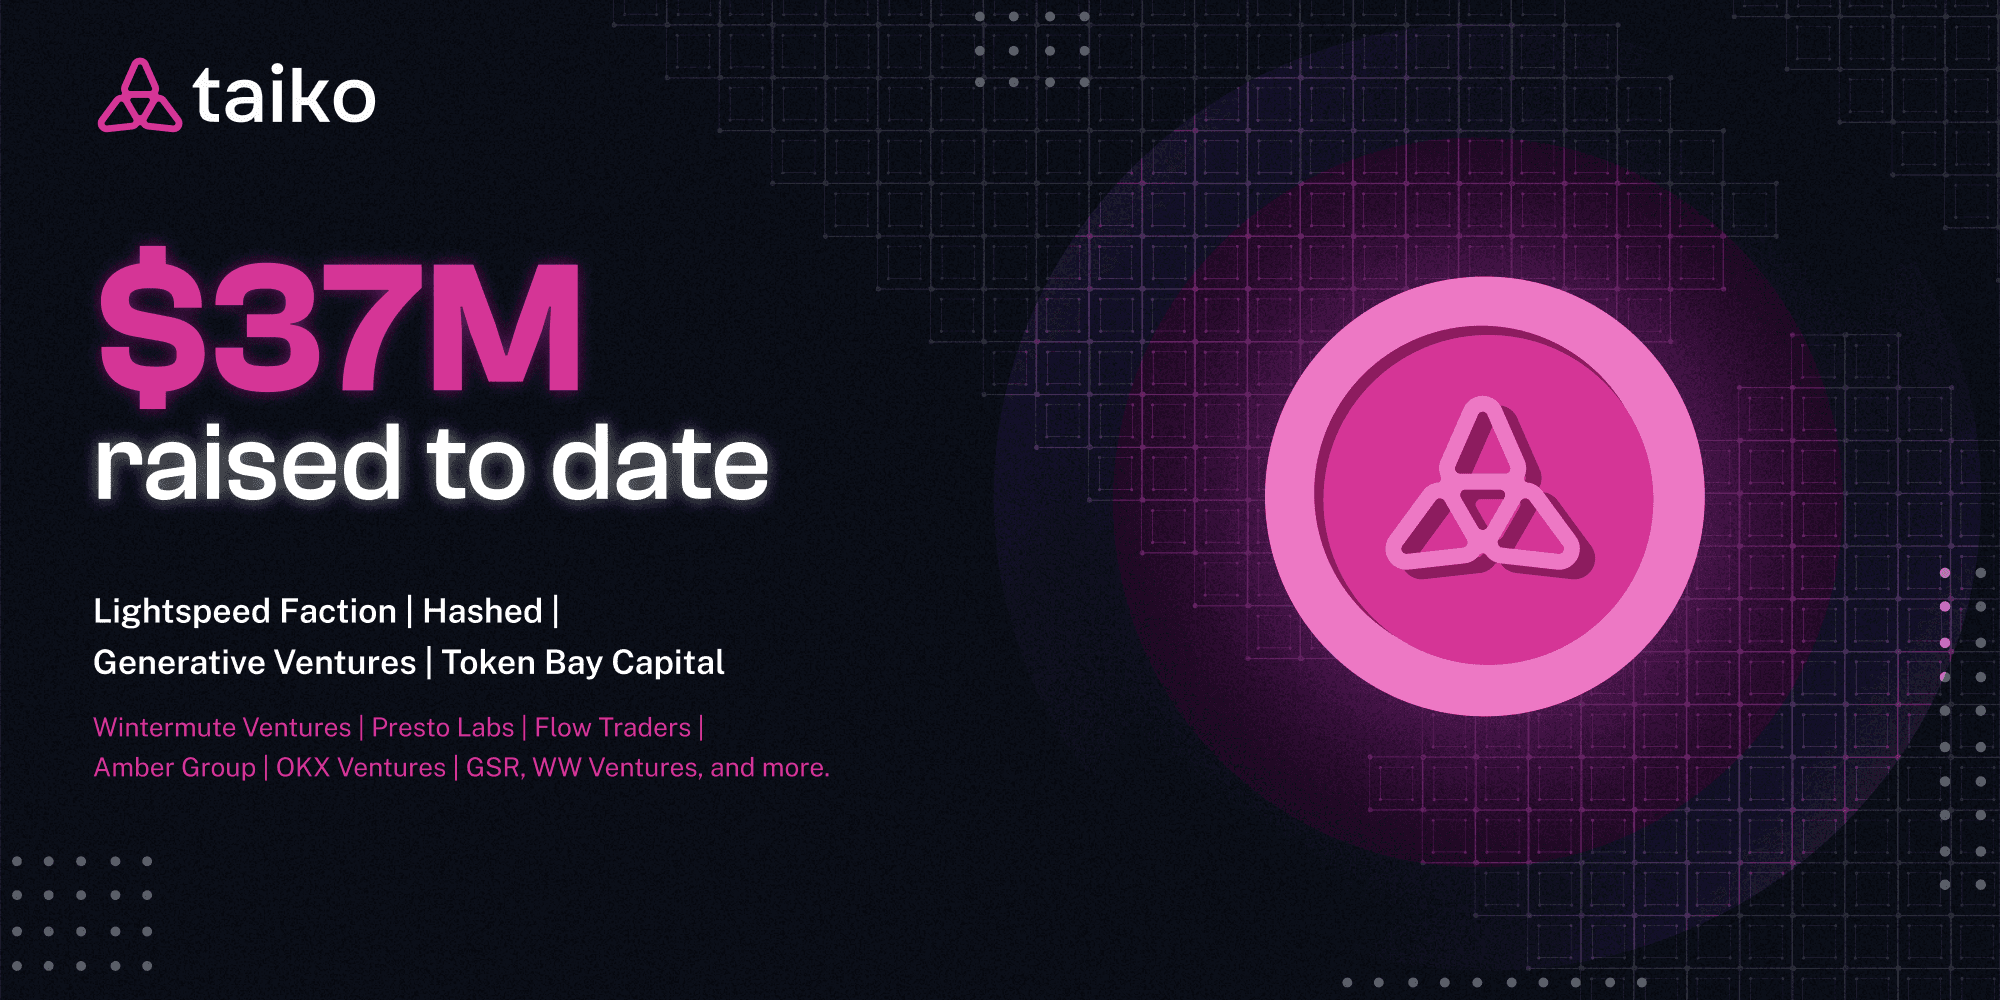 taiko
$37M
raised to date
Lightspeed Faction | Hashed |
Generative Ventures | Token Bay Capital
Wintermute Ventures | Presto Labs | Flow Traders |
Amber Group | OKX Ventures | GSR, WW Ventures, and more.